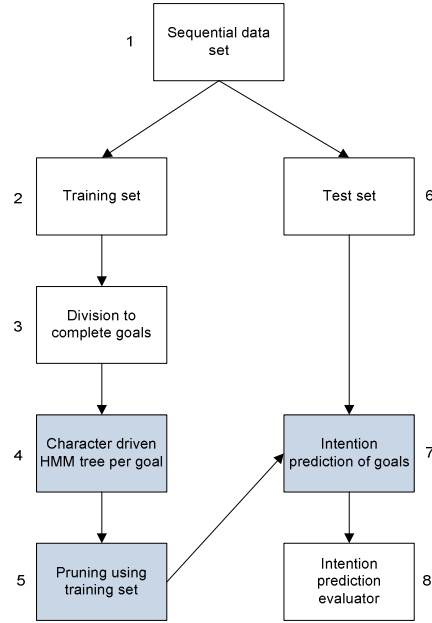 1
Sequential data
set
2
Training set
Test set
6
3
Division to
complete goals
4
Character driven
HMM tree per goal
Intention
prediction of goals
7
5
Pruning using
training set
Intention
prediction
evaluator
8